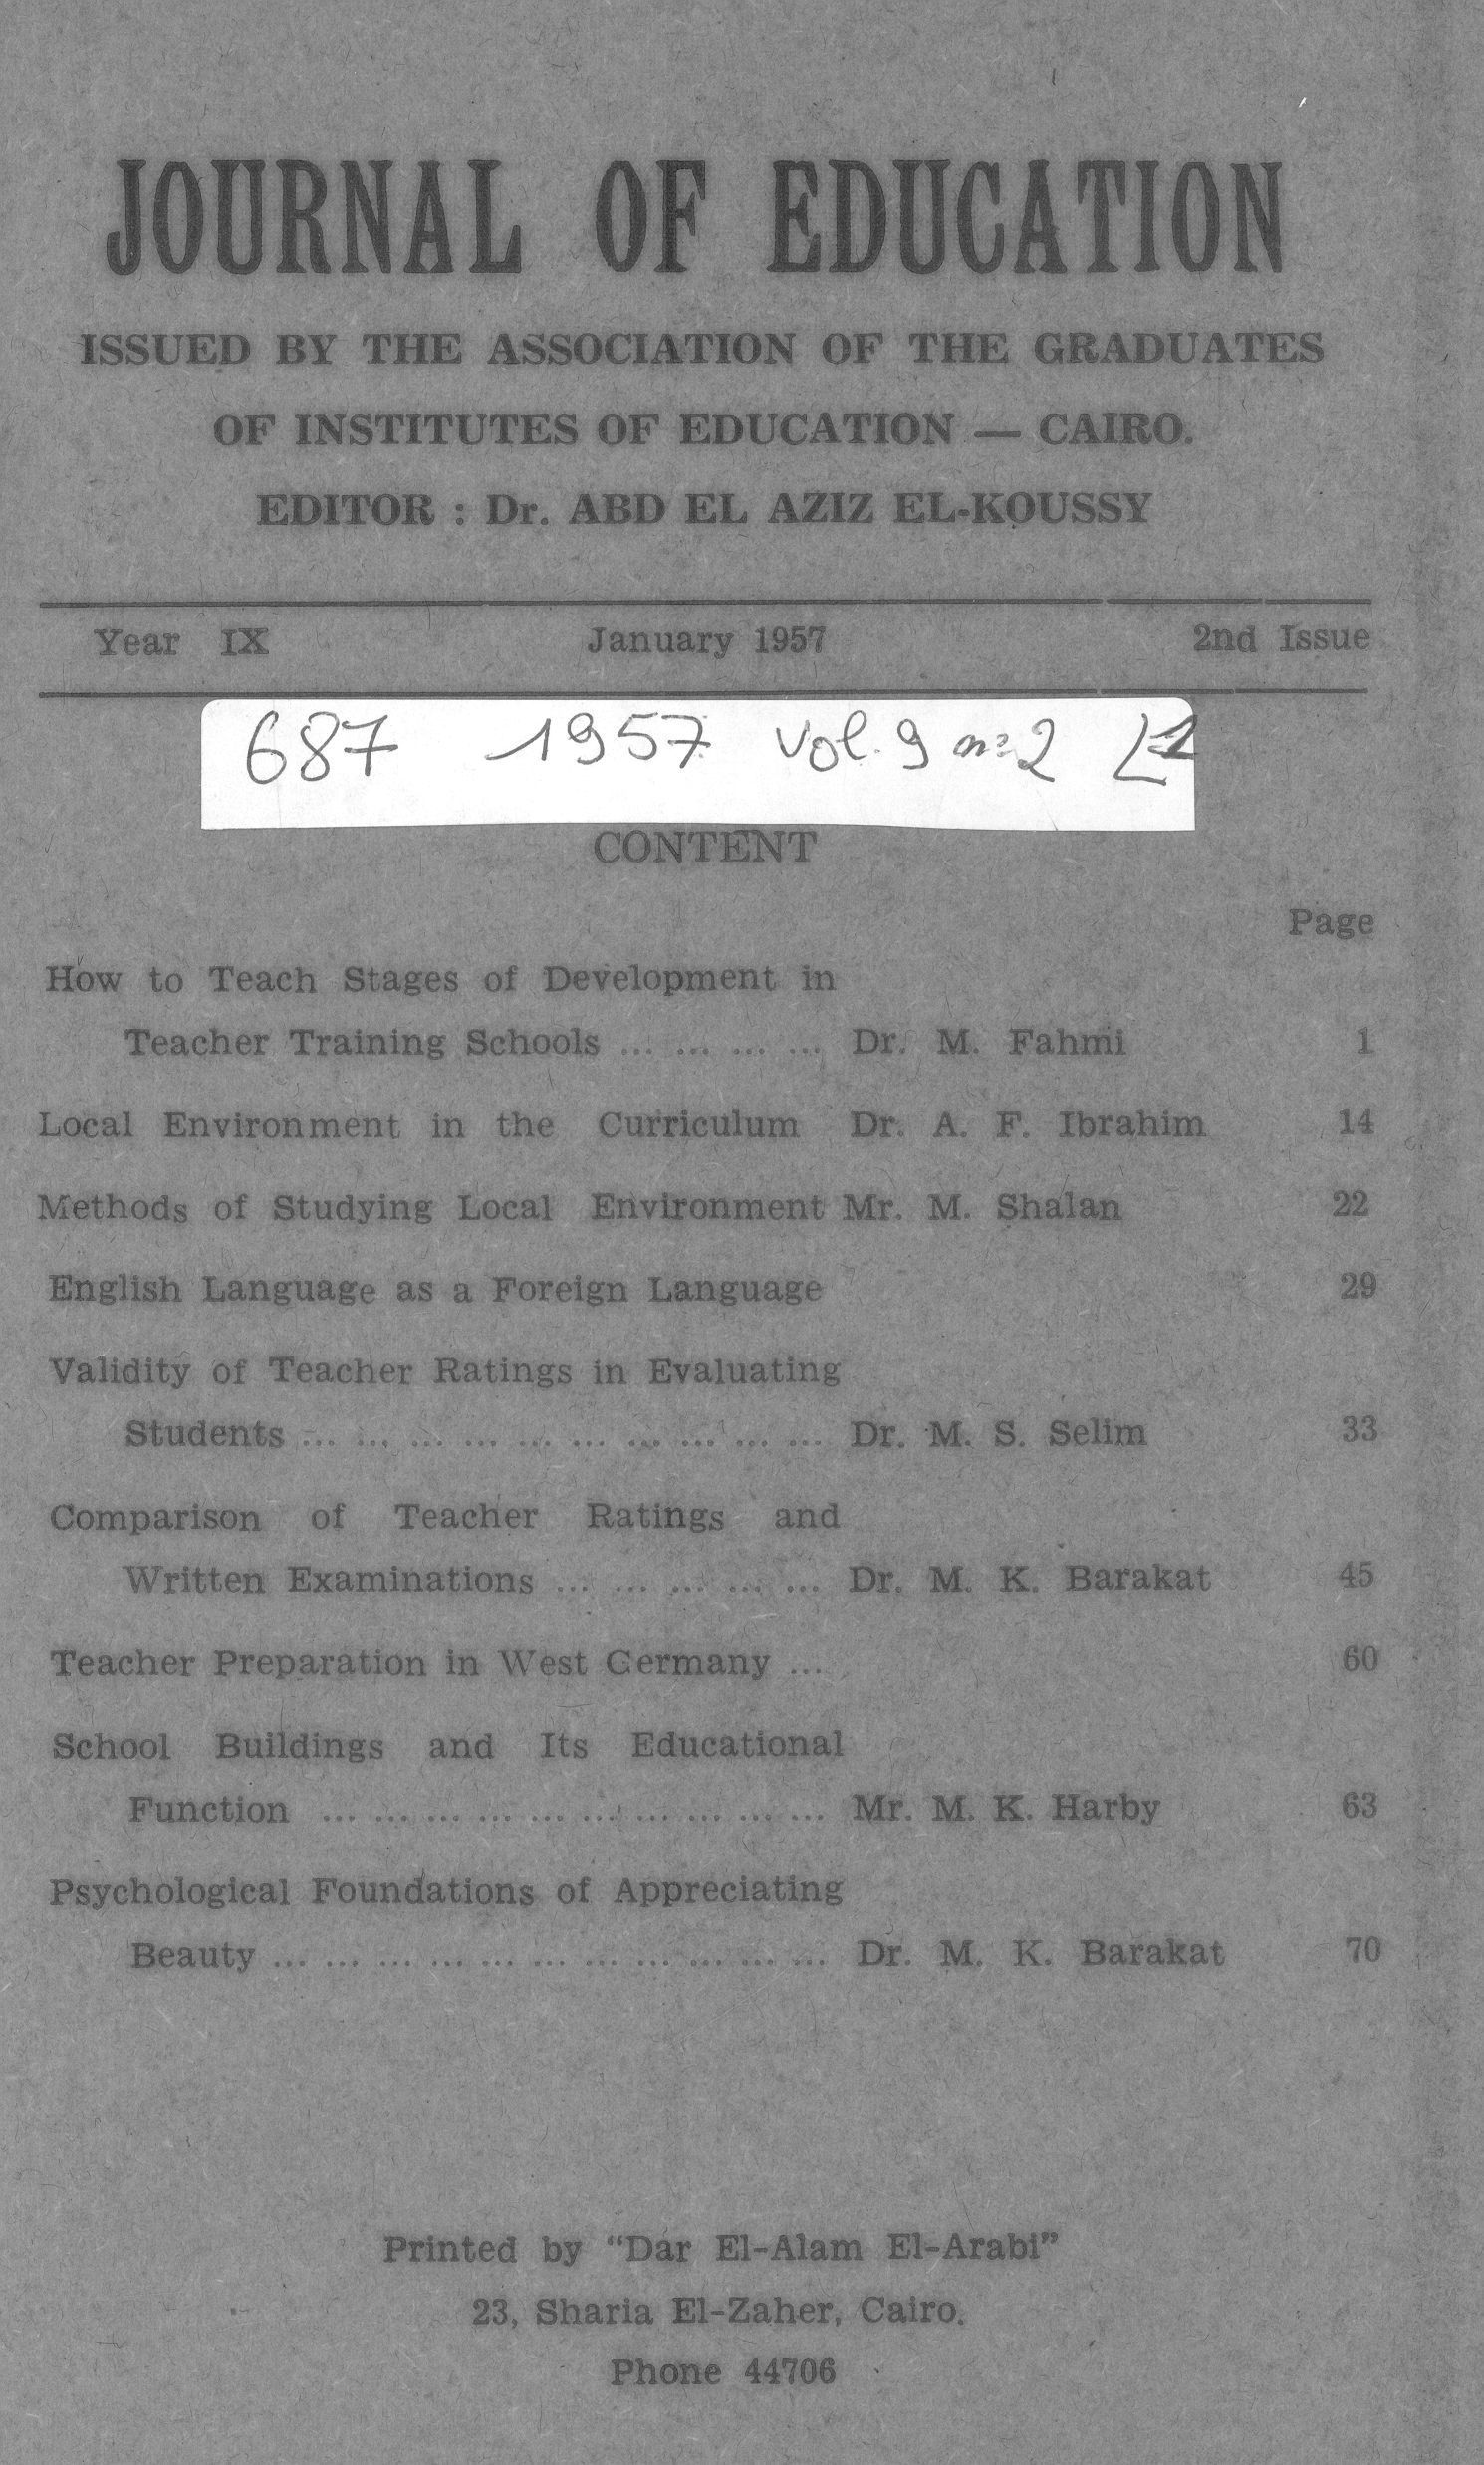 JOURNAL OF EDUCATION
ISSUED BY THE ASSOCIATION OF THE GRADUATES
OF INSTITUTES OF EDUCATION — CAIRO.
EDITOR : Dr. ABD EL AZIZ EL-KOUSSY
Year IX January 1957 2nd Issue
687 1957 vol. 9 nº 2
CONTENT
Page
How to Teach Stages of Development in
Teacher Training Schools ... ... ... ... Dr. M. Fahmi 1
Local Environment in the Curriculum Dr. A. F. Ibrahim 14
Methods of Studying Local Environment Mr. M. Shalan 22
English Language as a Foreign Language 29
Validity of Teacher Ratings in Evaluating
Students ... ... ... ... ... ... ... ... ... ... Dr. M. S. Selim 33
Comparison of Teacher Ratings and
Written Examinations ... ... ... ... ... Dr. M. K. Barakat 45
Teacher Preparation in West Germany ... 60
School Buildings and Its Educational
Function ... ... ... ... ... ... ... ... ... ... Mr. M. K. Harby 63
Psychological Foundations of Appreciating
Beauty ... ... ... ... ... ... ... ... ... ... ... Dr. M. K. Barakat 70
Printed by “Dar El-Alam El-Arabi”
23, Sharia El-Zaher, Cairo.
Phone 44706